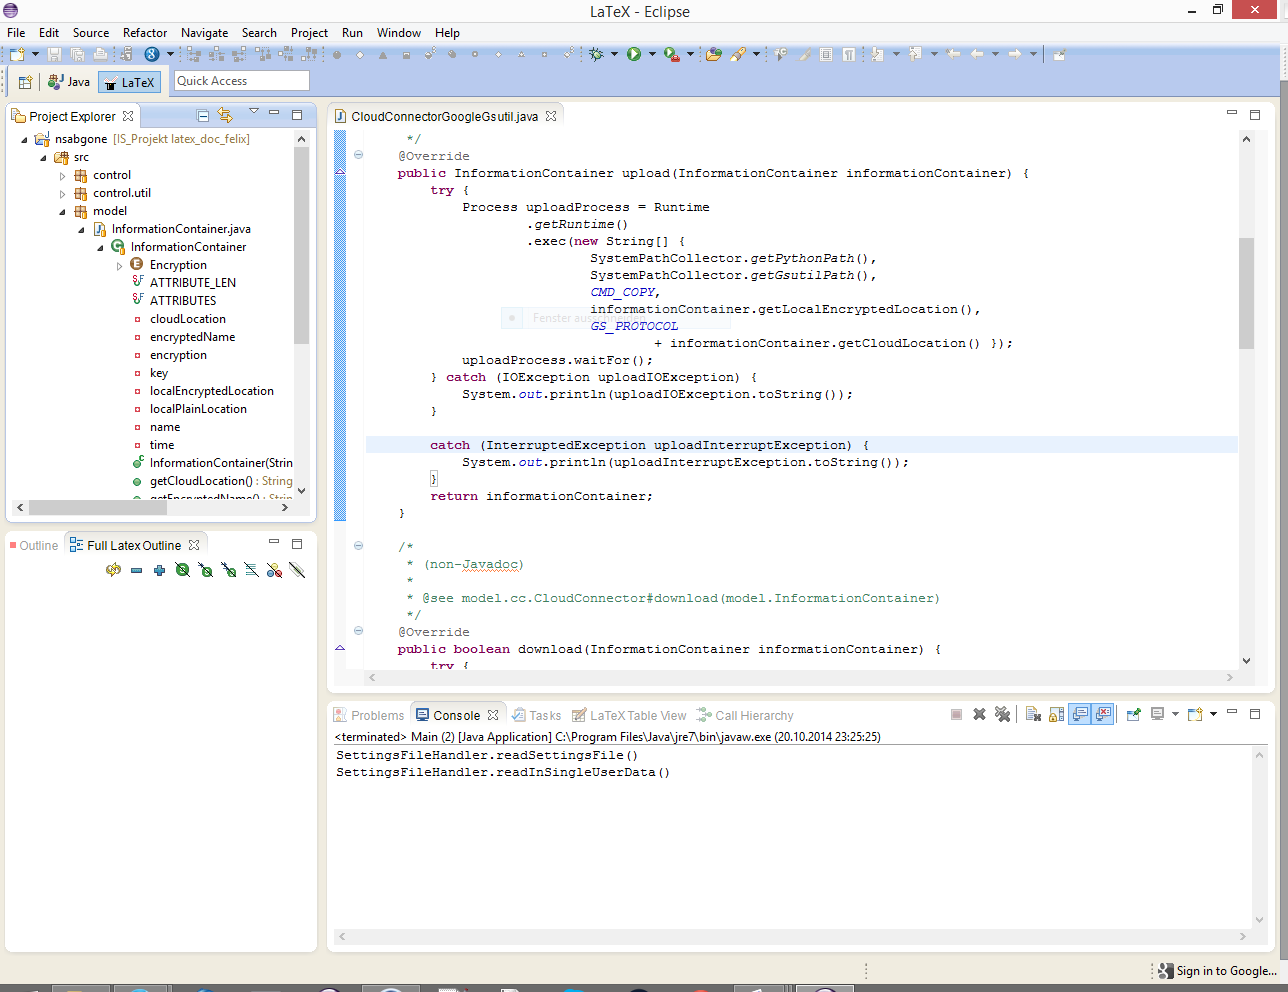 LaTeX - Eclipse
File Edit Source Refactor Navigate Search Project Run Window Help
Java LaTeX Quick Access
Project Explorer
nsabgone [IS_Projekt latex_doc_felix]
src
control
control.util
model
InformationContainer.java
InformationContainer
Encryption
ATTRIBUTE_LEN
ATTRIBUTES
cloudLocation
encryptedName
encryption
key
localEncryptedLocation
localPlainLocation
name
time
InformationContainer(Strin
getCloudLocation() : String
getEncryptedName() : Strin
Outline Full Latex Outline
CloudConnectorGoogleGsutil.java
*/
@Override
public InformationContainer upload(InformationContainer informationContainer) {
try {
Process uploadProcess = Runtime
.getRuntime()
.exec(new String[] {
SystemPathCollector.getPythonPath(),
SystemPathCollector.getGsutilPath(),
CMD_COPY,
informationContainer.getLocalEncryptedLocation(),
Fenster ausschneiden
GS_PROTOCOL
+ informationContainer.getCloudLocation() });
uploadProcess.waitFor();
} catch (IOException uploadIOException) {
System.out.println(uploadIOException.toString());
}
catch (InterruptedException uploadInterruptException) {
System.out.println(uploadInterruptException.toString());
}
return informationContainer;
}
/*
* (non-Javadoc)
*
* @see model.cc.CloudConnector#download(model.InformationContainer)
*/
@Override
public boolean download(InformationContainer informationContainer) {
try {
Problems Console Tasks LaTeX Table View Call Hierarchy
<terminated> Main (2) [Java Application] C:\Program Files\Java\jre7\bin\javaw.exe (20.10.2014 23:25:25)
SettingsFileHandler.readSettingsFile()
SettingsFileHandler.readInSingleUserData()
Sign in to Google...